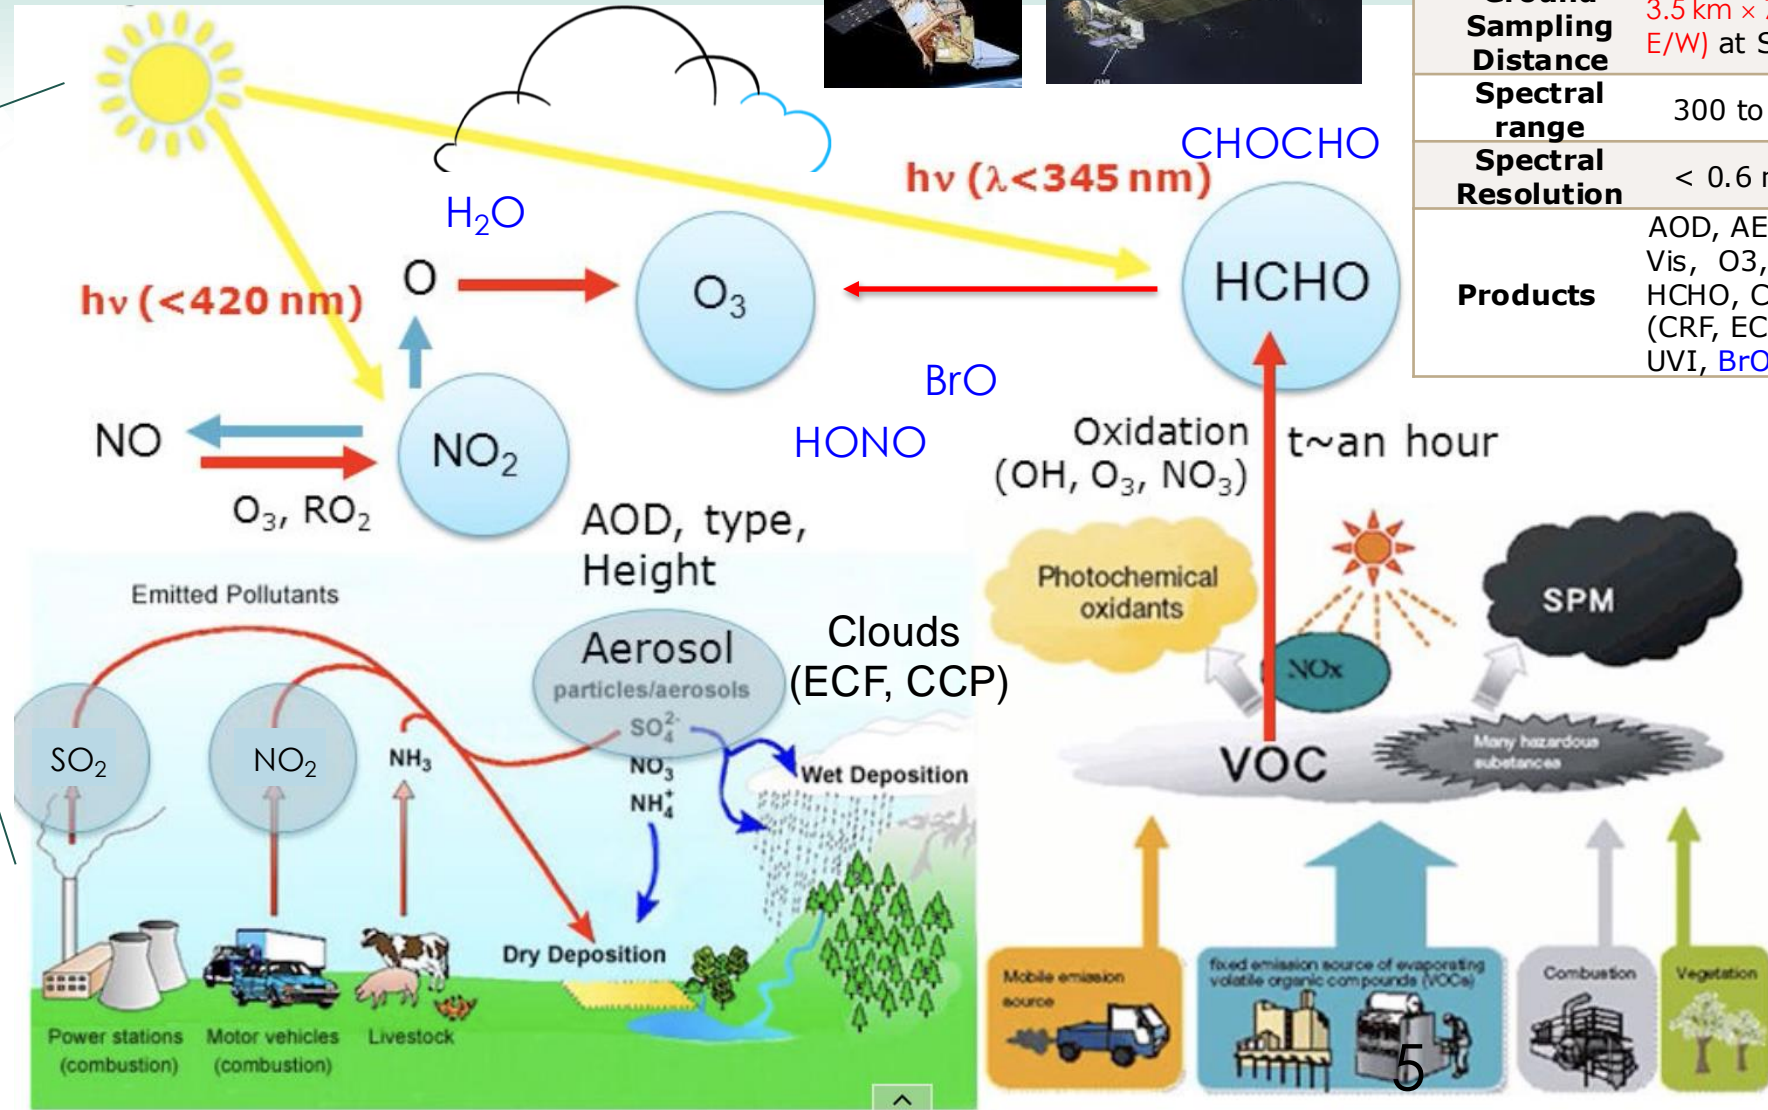 Sampling
Distance
3.5 km ×
E/W) at S
Spectral
range
300 to
Spectral
Resolution
< 0.6
Products
AOD, AE
Vis, O3,
HCHO, C
(CRF, EC
UVI, BrO
CHOCHO
hν (λ<345 nm)
H₂O
O
O₃
HCHO
hν (<420 nm)
BrO
NO
NO₂
HONO
O₃, RO₂
Oxidation
(OH, O₃, NO₃)
t~an hour
AOD, type,
Height
Emitted Pollutants
Aerosol
particles/aerosols
Clouds
(ECF, CCP)
SO₄²⁻
NO₃
NH₄⁺
SO₂
NO₂
NH₃
Wet Deposition
Dry Deposition
Power stations
(combustion)
Motor vehicles
(combustion)
Livestock
Photochemical
oxidants
SPM
NOx
VOC
Many hazardous
substances
Mobile emission
source
fixed emission source of evaporating
volatile organic compounds (VOCs)
Combustion
Vegetation
5